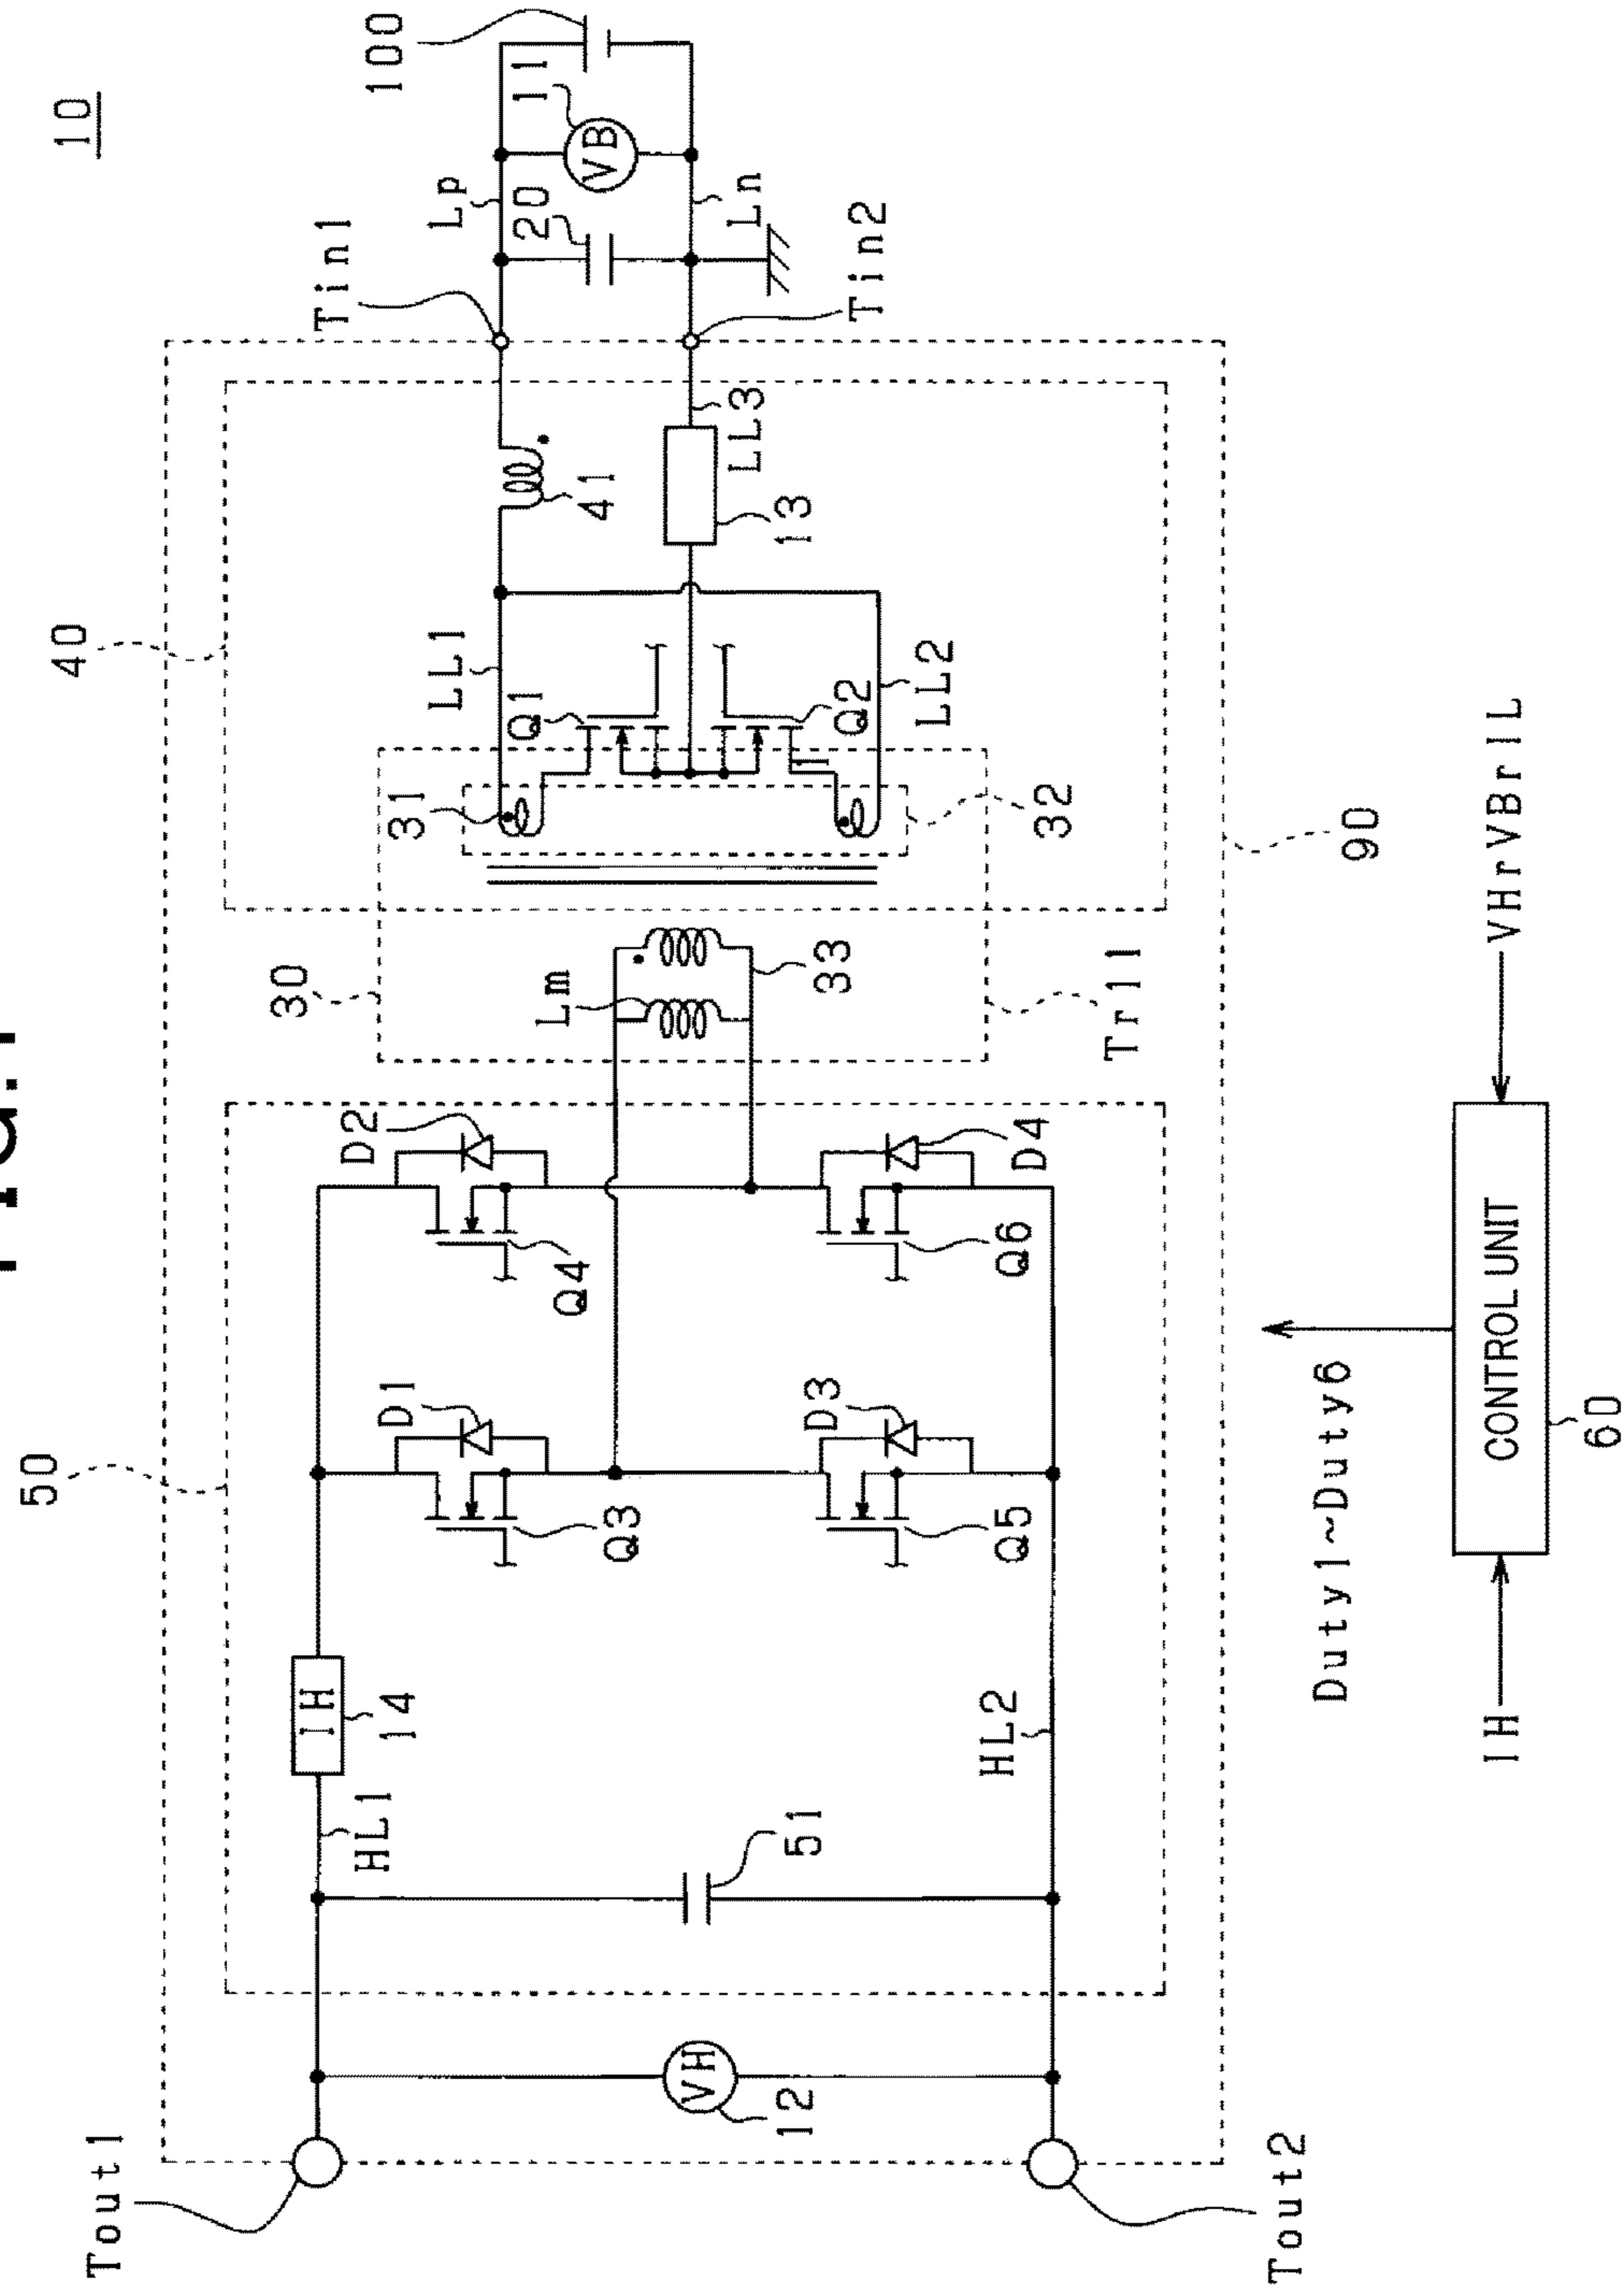 10
50
40
Tout1
Tin1
100
30
D2
D1
LL1
Lp
11
HL1
IH
14
31
Q1
VB
20
Lm
Q4
Q3
41
VH
12
51
33
LL3
13
Ln
D3
Q2
Tin2
HL2
Q5
Q6
D4
LL2
32
Tr11
Tout2
90
Duty1~Duty6
IH
CONTROL UNIT
VHrVBrIL
60